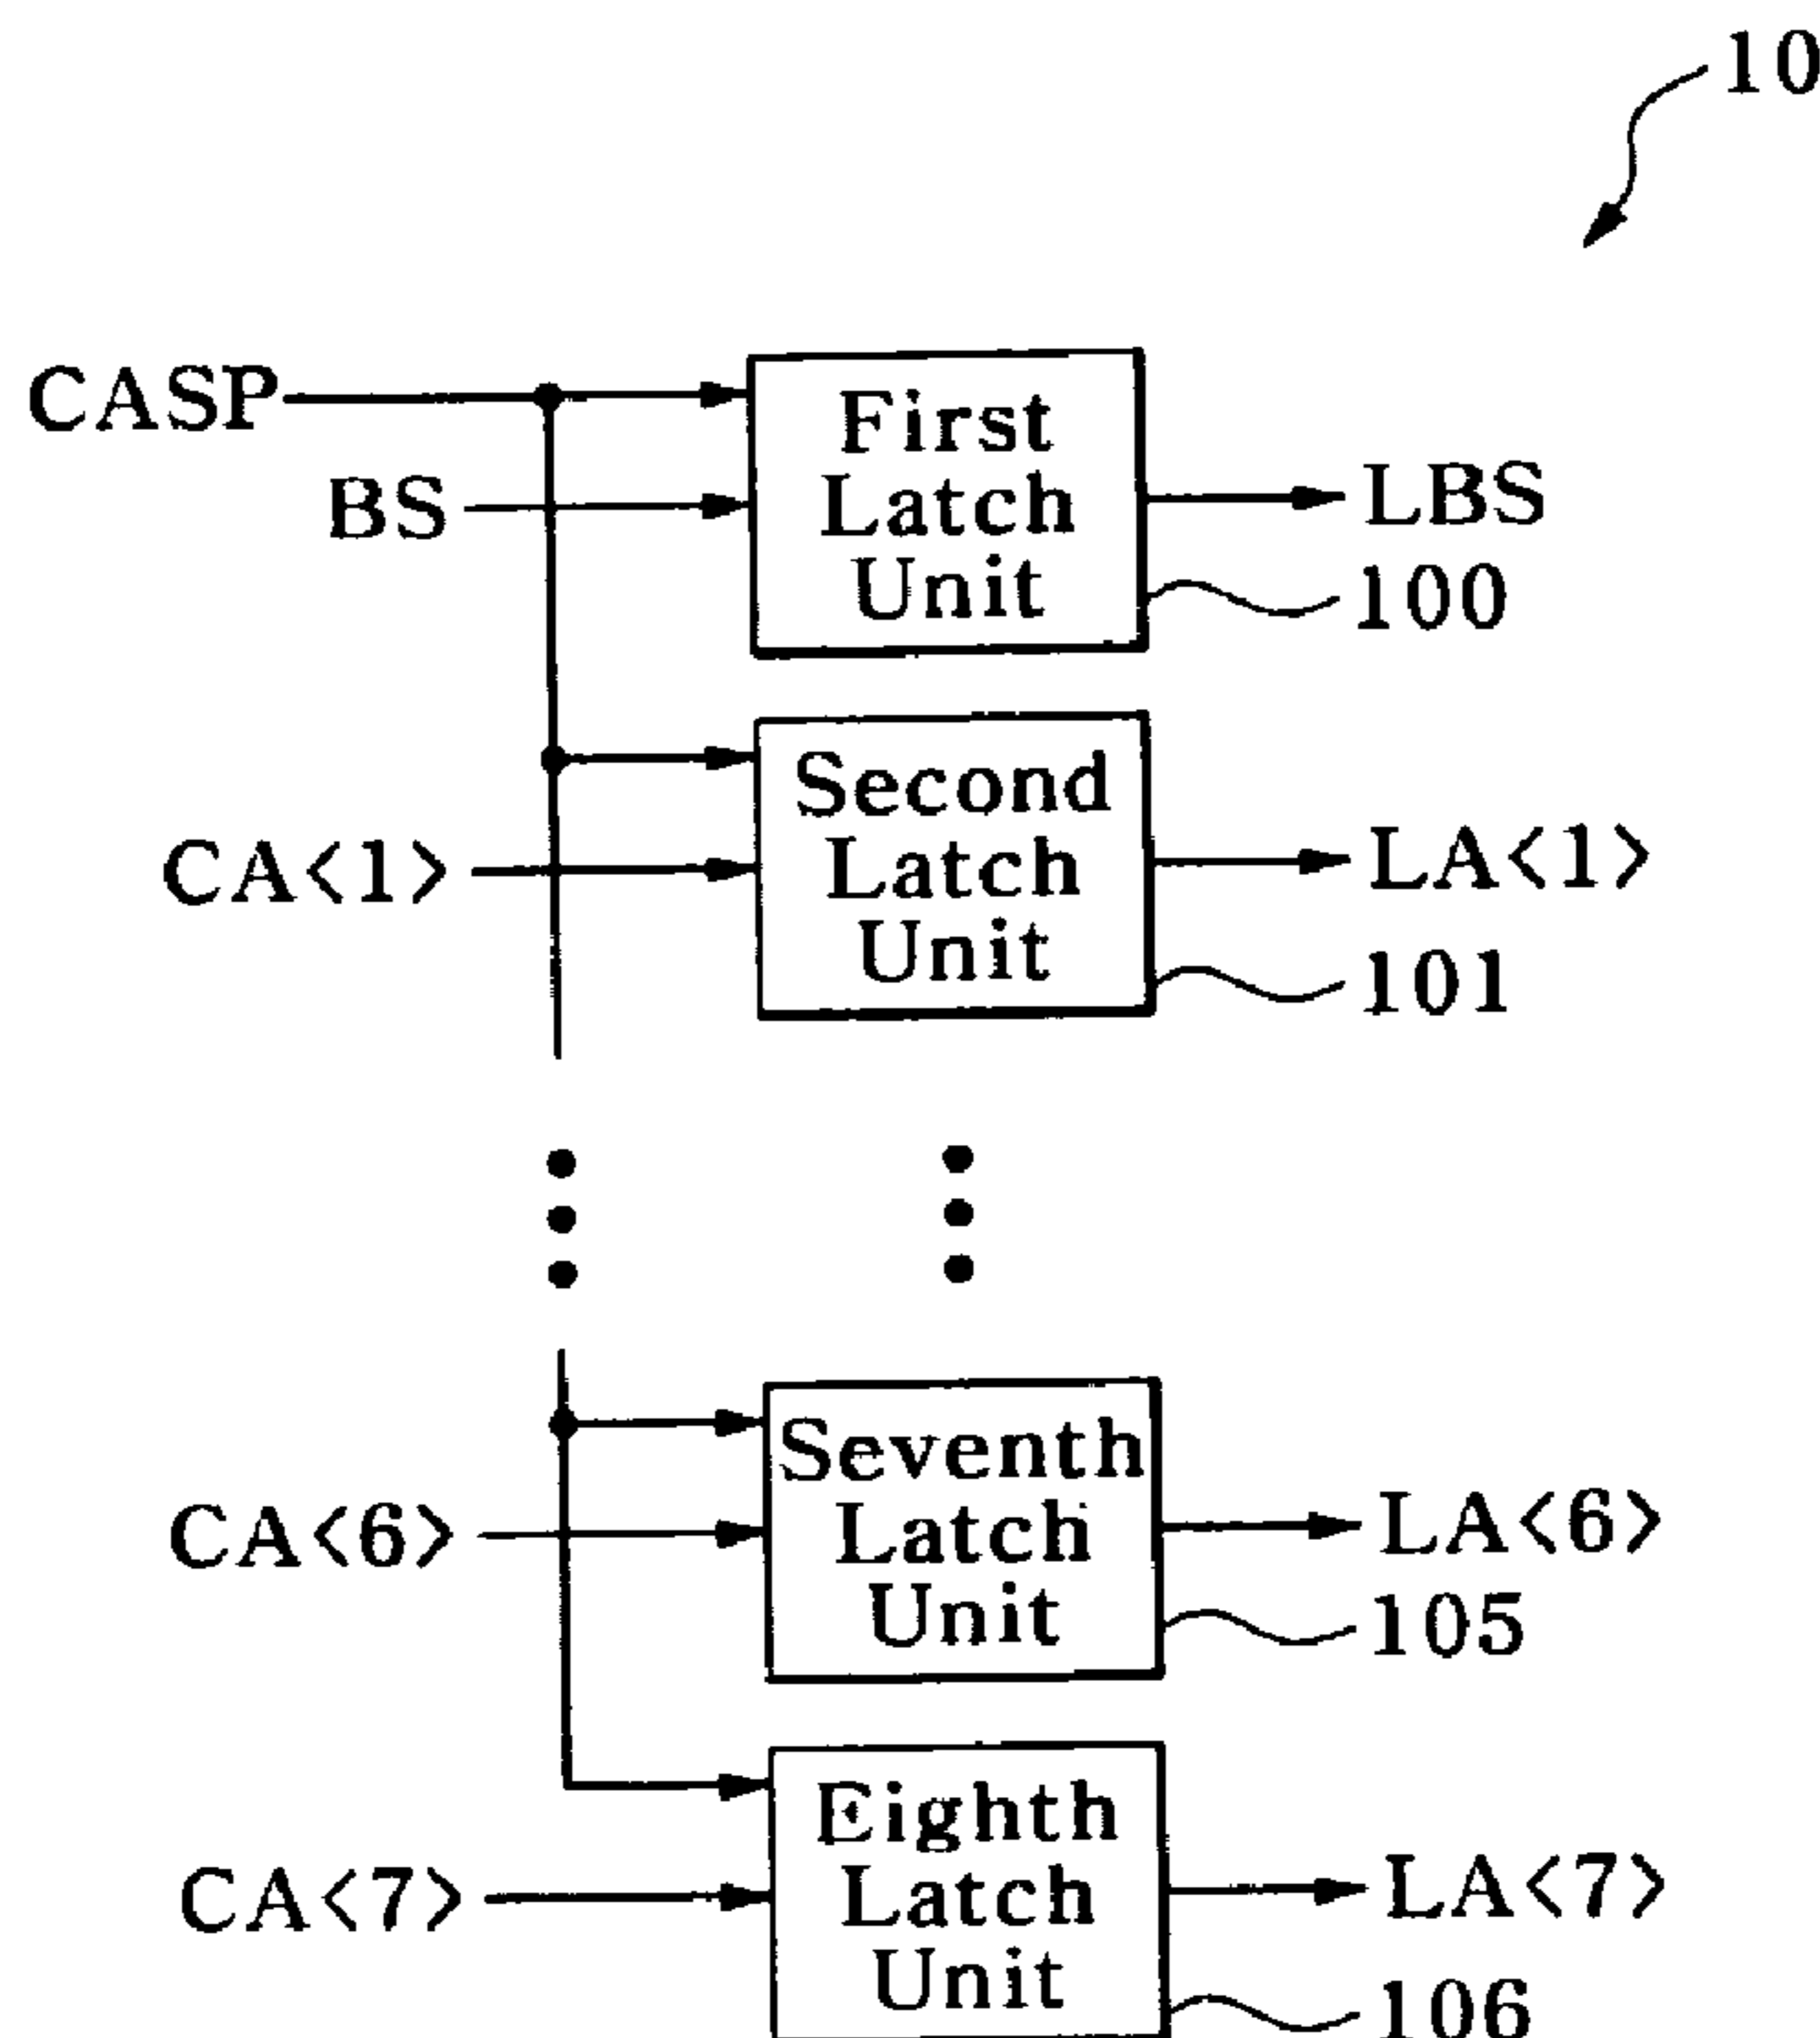 10
CASP
BS
First
Latch
Unit
LBS
100
CA<1>
Second
Latch
Unit
LA<1>
101
CA<6>
Seventh
Latch
Unit
LA<6>
105
CA<7>
Eighth
Latch
Unit
LA<7>
106